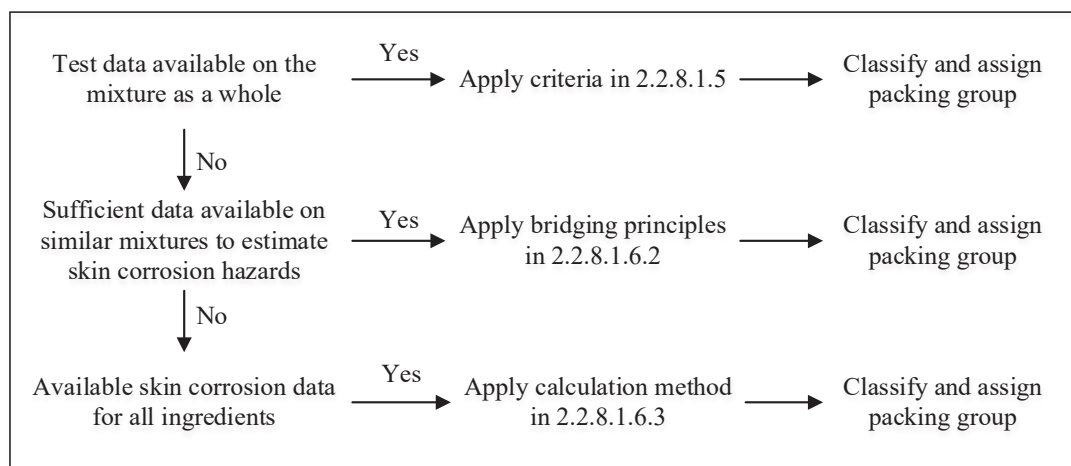 Test data available on the
mixture as a whole
Yes
Apply criteria in 2.2.8.1.5
Classify and assign
packing group
No
Sufficient data available on
similar mixtures to estimate
skin corrosion hazards
Yes
Apply bridging principles
in 2.2.8.1.6.2
Classify and assign
packing group
No
Available skin corrosion data
for all ingredients
Yes
Apply calculation method
in 2.2.8.1.6.3
Classify and assign
packing group